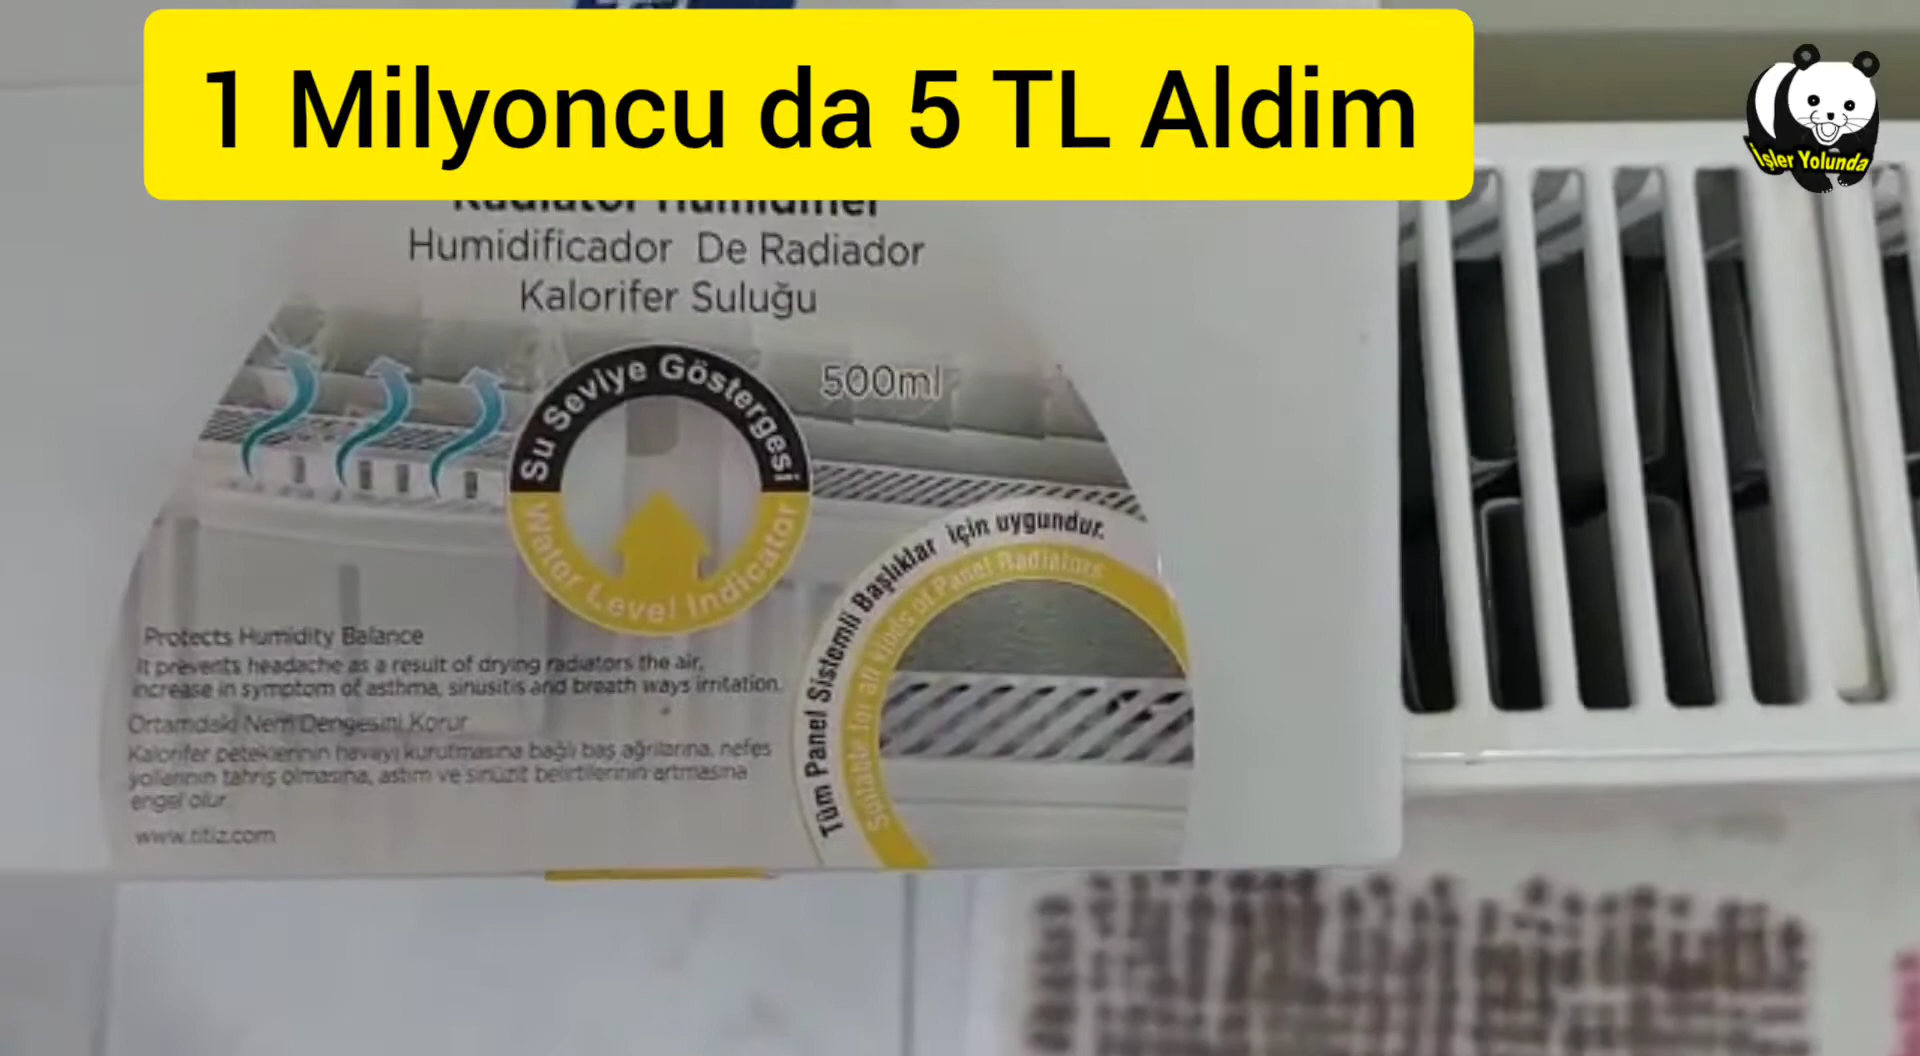 1 Milyoncu da 5 TL Aldim
İşler Yolunda
Radiator Humidifier
Humidificador De Radiador
Kalorifer Suluğu
500ml
Su Seviye Göstergesi
Water Level Indicator
Tüm Panel Sistemli Başlıklar için uygundur.
Suitable for all kinds of Panel Radiators.
Protects Humidity Balance
It prevents headache as a result of drying radiators the air,
increase in symptom of asthma, sinusitis and breath ways irritation.
Ortamdaki Nem Dengesini Korur
Kalorifer peteklerinin havayı kurutmasına bağlı baş ağrılarına, nefes
yollarının tahriş olmasına, astım ve sinüzit belirtilerinin artmasına
engel olur
www.titiz.com